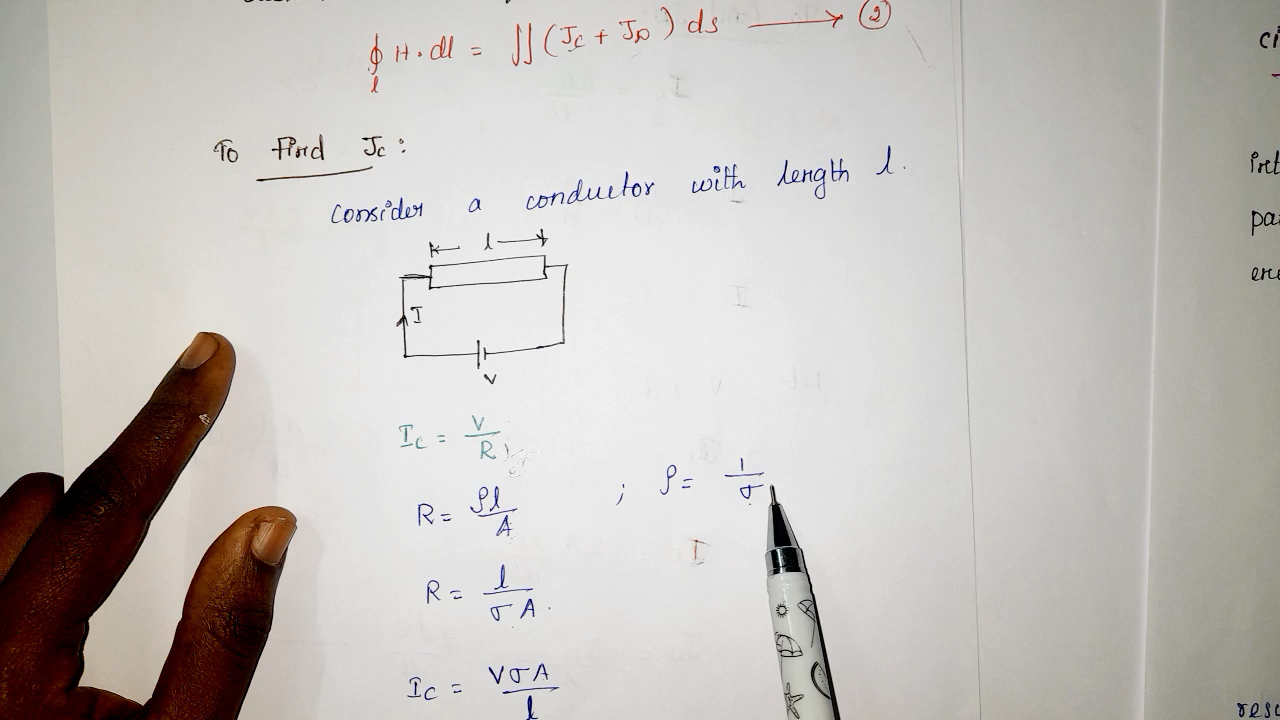 ∮l H·dl = ∬(Jc + JD) ds ⟶ ②
To Find Jc :
Consider a conductor with length l.
l
I
V
Ic = V/R
R = ρl/A ; ρ = 1/σ
R = l/σA.
Ic = VσA/l